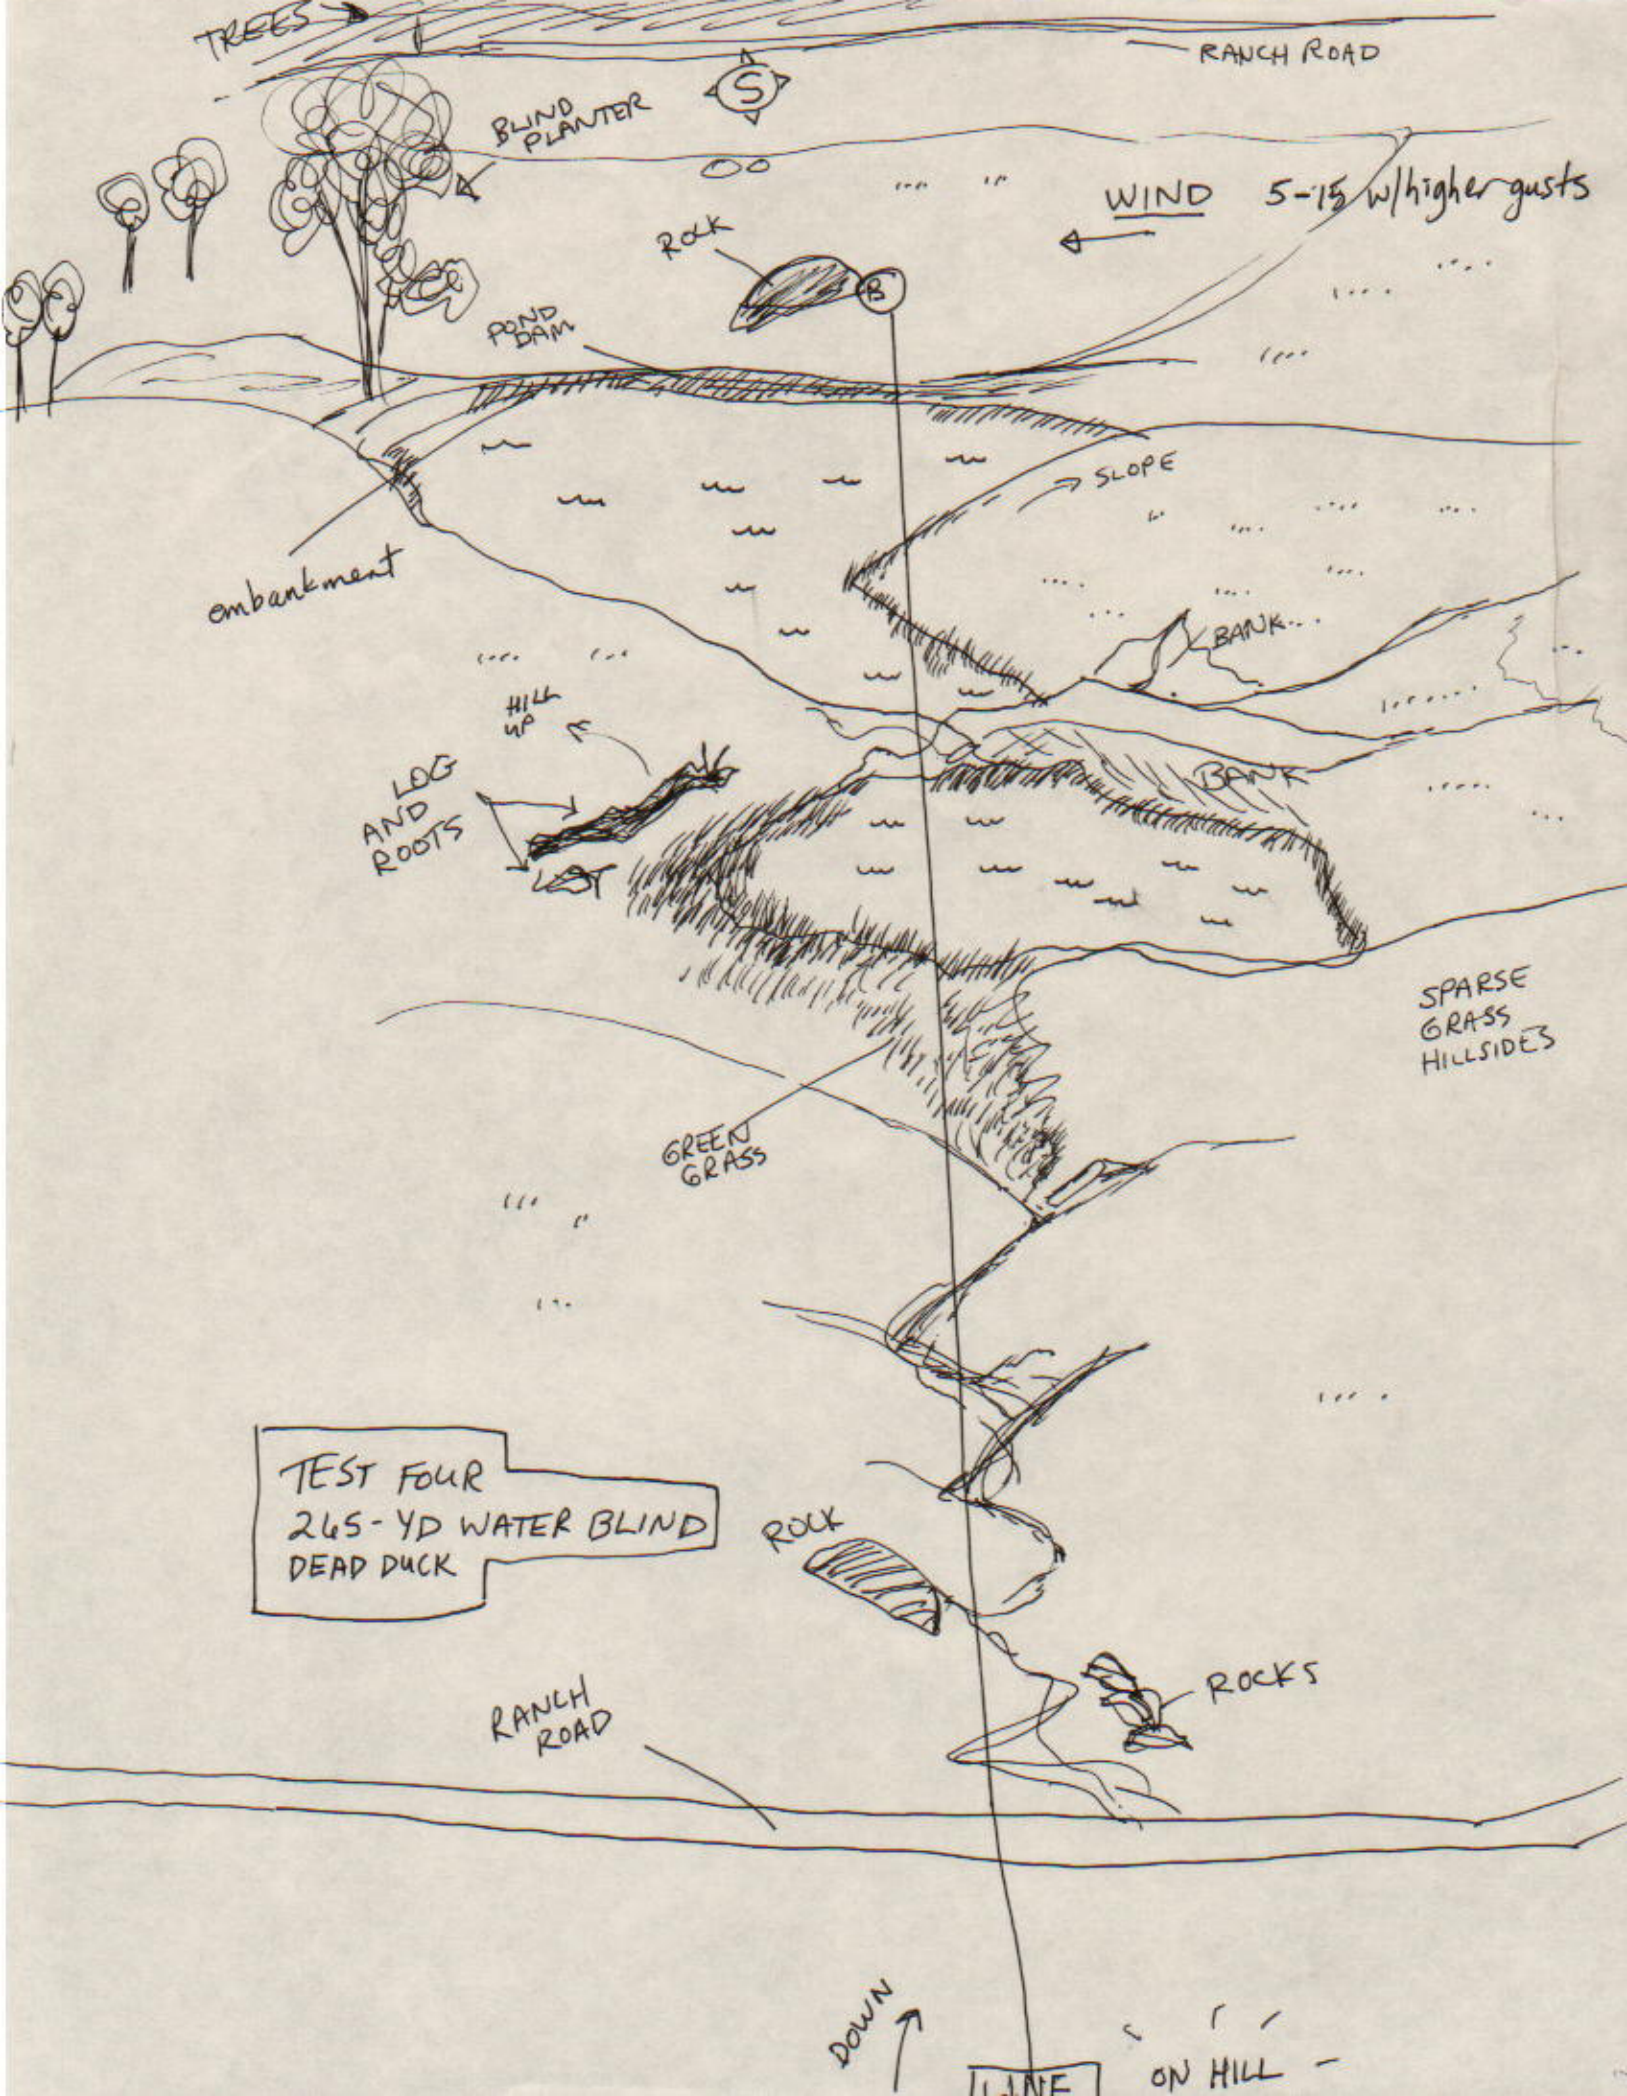 TREES
RANCH ROAD
S
BLIND
PLANTER
WIND 5-15 w/higher gusts
ROCK
B
POND
DAM
SLOPE
embankment
BANK
HILL
UP
LOG
AND
ROOTS
BANK
SPARSE
GRASS
HILLSIDES
GREEN
GRASS
TEST FOUR
265-YD WATER BLIND
DEAD DUCK
ROCK
ROCKS
RANCH
ROAD
DOWN
LINE
ON HILL